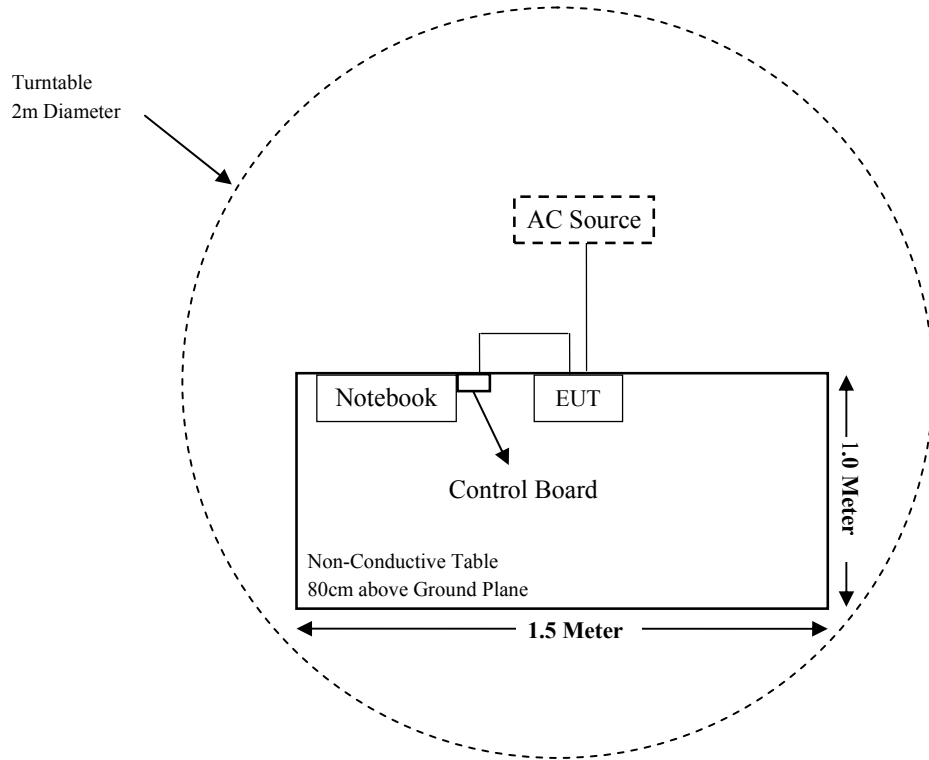 Turntable
2m Diameter
AC Source
Notebook
EUT
Control Board
1.0 Meter
Non-Conductive Table
80cm above Ground Plane
1.5 Meter